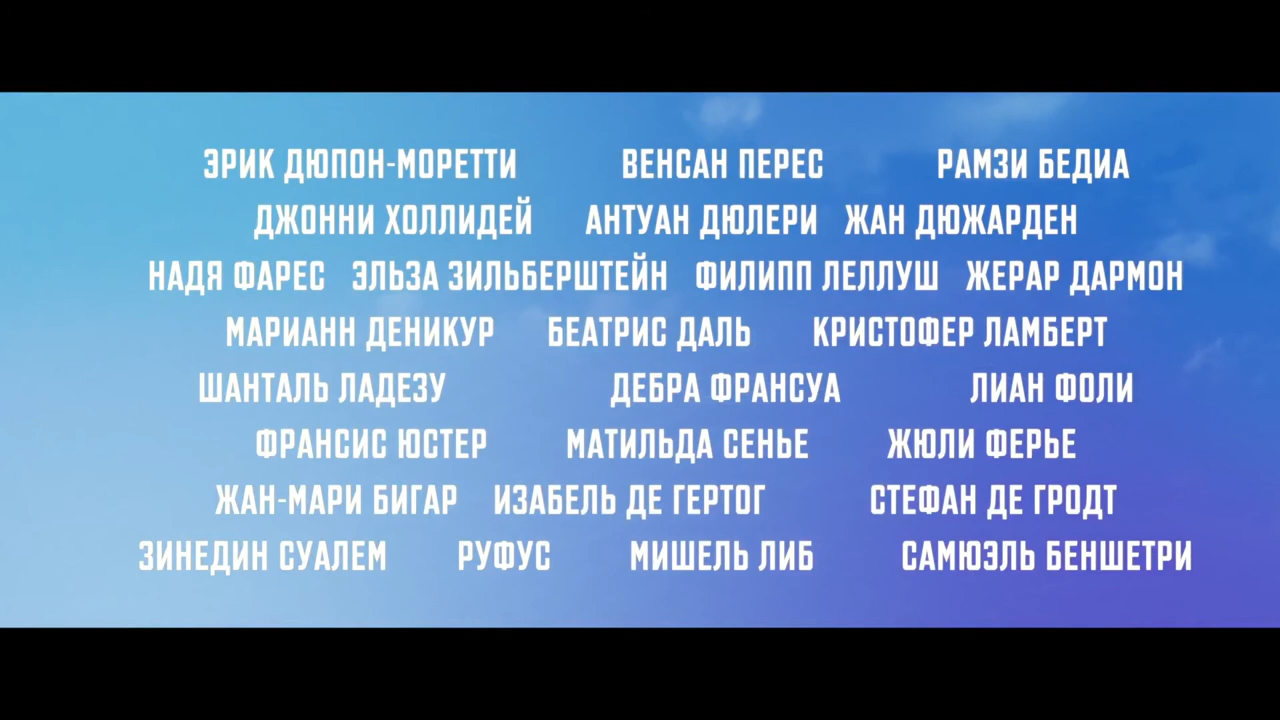 ЭРИК ДЮПОН-МОРЕТТИ ВЕНСАН ПЕРЕС РАМЗИ БЕДИА
ДЖОННИ ХОЛЛИДЕЙ АНТУАН ДЮЛЕРИ ЖАН ДЮЖАРДЕН
НАДЯ ФАРЕС ЭЛЬЗА ЗИЛЬБЕРШТЕЙН ФИЛИПП ЛЕЛЛУШ ЖЕРАР ДАРМОН
МАРИАНН ДЕНИКУР БЕАТРИС ДАЛЬ КРИСТОФЕР ЛАМБЕРТ
ШАНТАЛЬ ЛАДЕЗУ ДЕБРА ФРАНСУА ЛИАН ФОЛИ
ФРАНСИС ЮСТЕР МАТИЛЬДА СЕНЬЕ ЖЮЛИ ФЕРЬЕ
ЖАН-МАРИ БИГАР ИЗАБЕЛЬ ДЕ ГЕРТОГ СТЕФАН ДЕ ГРОДТ
ЗИНЕДИН СУАЛЕМ РУФУС МИШЕЛЬ ЛИБ САМЮЭЛЬ БЕНШЕТРИ